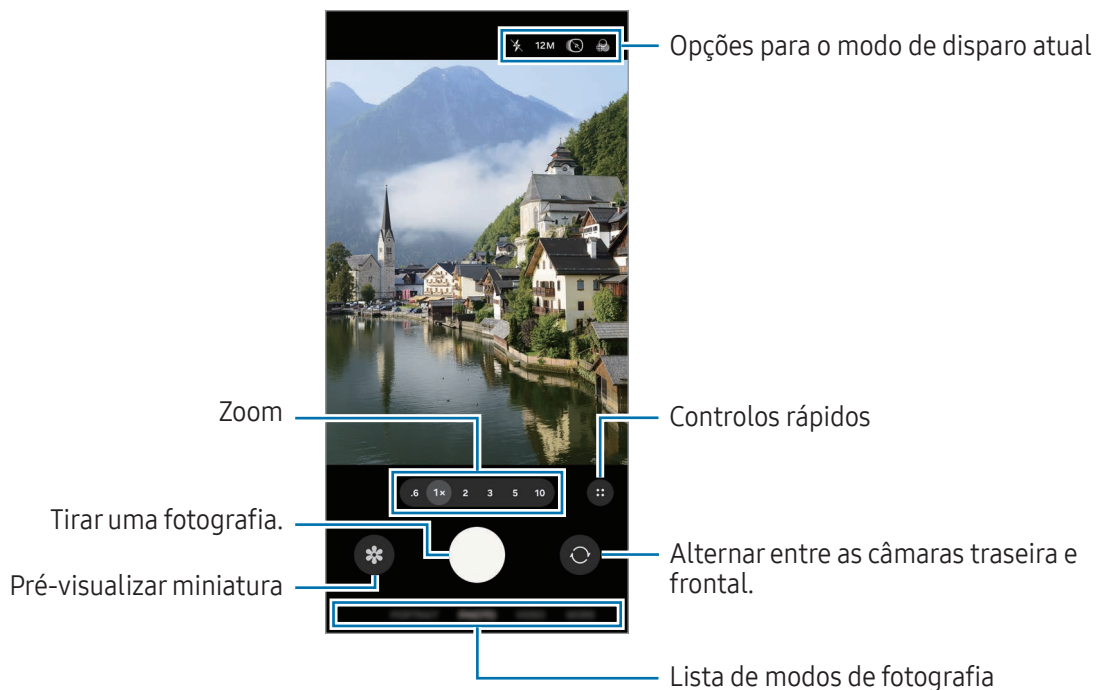 12M
Opções para o modo de disparo atual
Zoom
Controlos rápidos
.6 1× 2 3 5 10
Tirar uma fotografia.
Alternar entre as câmaras traseira e
frontal.
Pré-visualizar miniatura
Lista de modos de fotografia